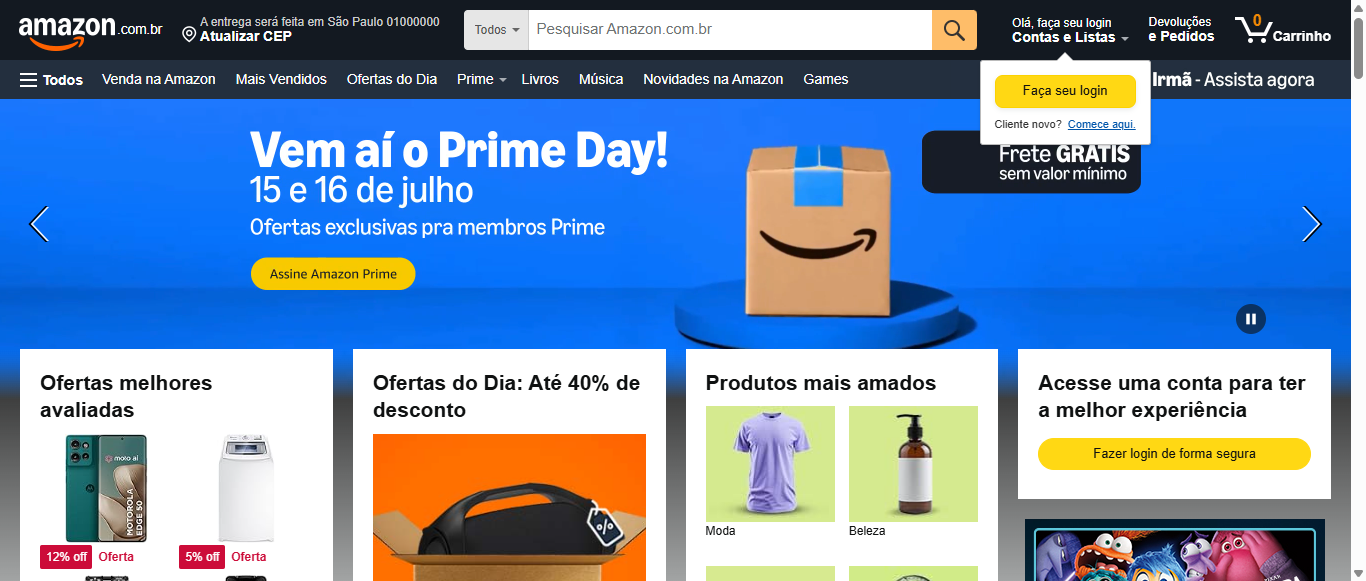 amazon.com.br
A entrega será feita em São Paulo 01000000
Atualizar CEP
Todos
Pesquisar Amazon.com.br
Olá, faça seu login
Contas e Listas
Devoluções
e Pedidos
0
Carrinho
Todos
Venda na Amazon
Mais Vendidos
Ofertas do Dia
Prime
Livros
Música
Novidades na Amazon
Games
Irmã - Assista agora
Faça seu login
Cliente novo? Comece aqui.
Vem aí o Prime Day!
15 e 16 de julho
Ofertas exclusivas pra membros Prime
Assine Amazon Prime
Frete GRÁTIS
sem valor mínimo
Ofertas melhores
avaliadas
moto ai
MOTOROLA
EDGE 50
12% off
Oferta
5% off
Oferta
Ofertas do Dia: Até 40% de
desconto
%
Produtos mais amados
Moda
Beleza
Acesse uma conta para ter
a melhor experiência
Fazer login de forma segura